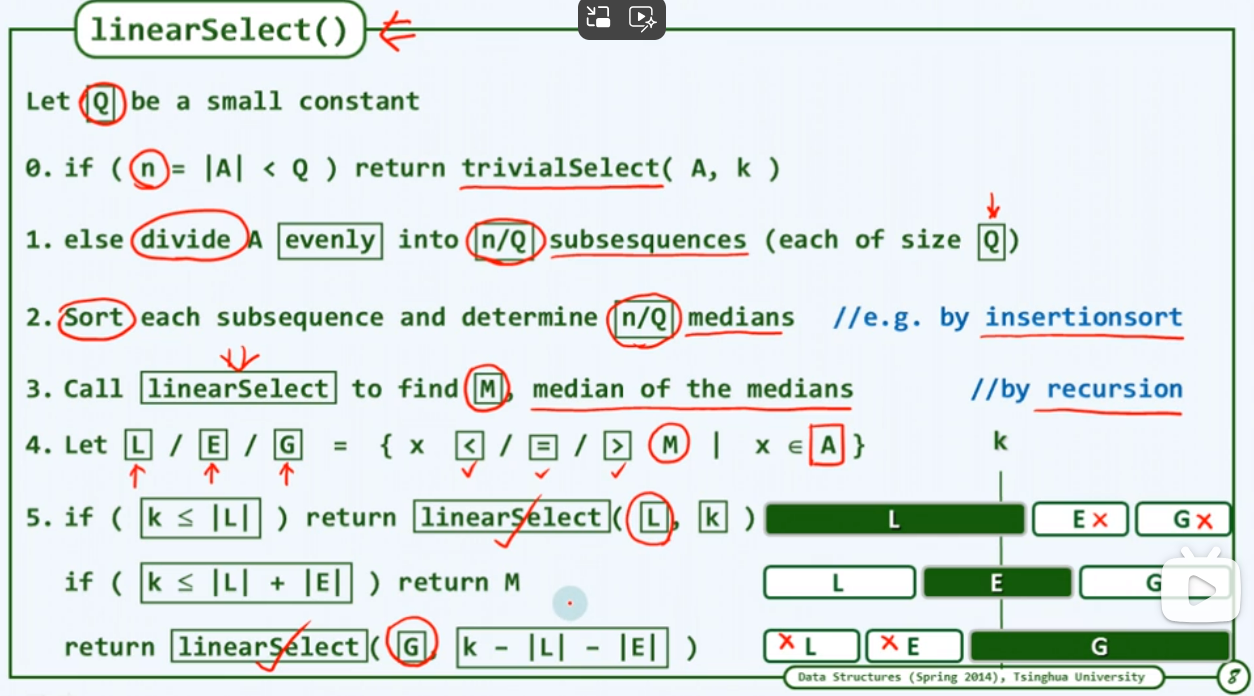 linearSelect()
Let Q be a small constant
0. if ( n = |A| < Q ) return trivialSelect( A, k )
1. else divide A evenly into n/Q subsesquences (each of size Q)
2. Sort each subsequence and determine n/Q medians //e.g. by insertionsort
3. Call linearSelect to find M, median of the medians //by recursion
4. Let L / E / G = { x < / = / > M | x ∈ A } k
5. if ( k ≤ |L| ) return linearSelect( L, k ) L E G
if ( k ≤ |L| + |E| ) return M L E G
return linearSelect( G, k - |L| - |E| ) L E G
Data Structures (Spring 2014), Tsinghua University 8